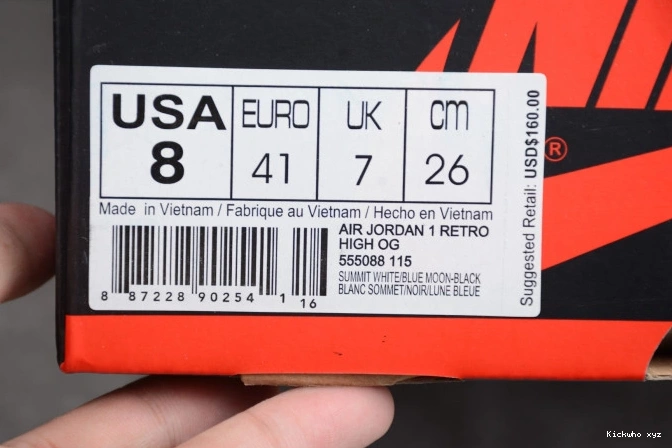 USA EURO UK cm
8 41 7 26
Made in Vietnam / Fabrique au Vietnam / Hecho en Vietnam
AIR JORDAN 1 RETRO
HIGH OG
555088 115
SUMMIT WHITE/BLUE MOON-BLACK
BLANC SOMMET/NOIR/LUNE BLEUE
8 87228 90254 1 16
Suggested Retail: USD$160.00
®
Kickwho xyz